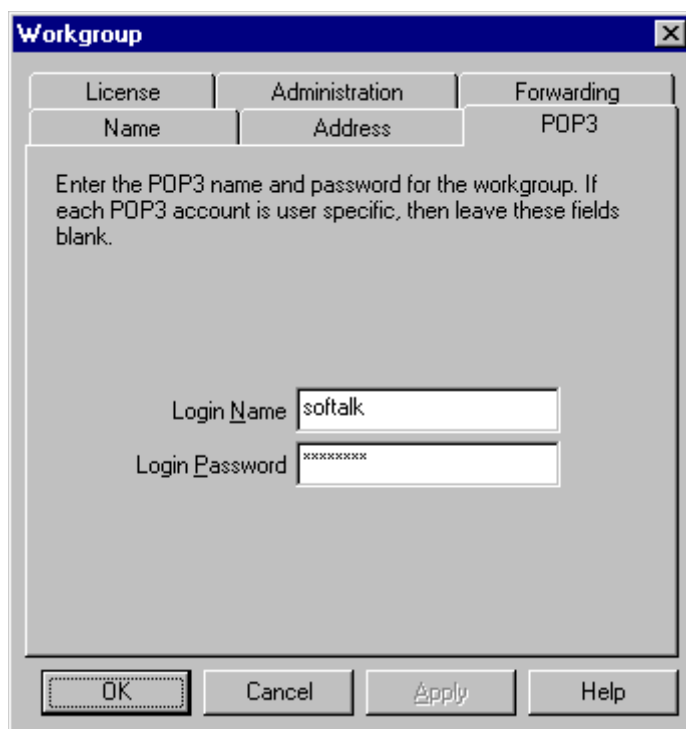 Workgroup
License Administration Forwarding
Name Address POP3
Enter the POP3 name and password for the workgroup. If
each POP3 account is user specific, then leave these fields
blank.
Login Name softalk
Login Password ********
OK Cancel Apply Help